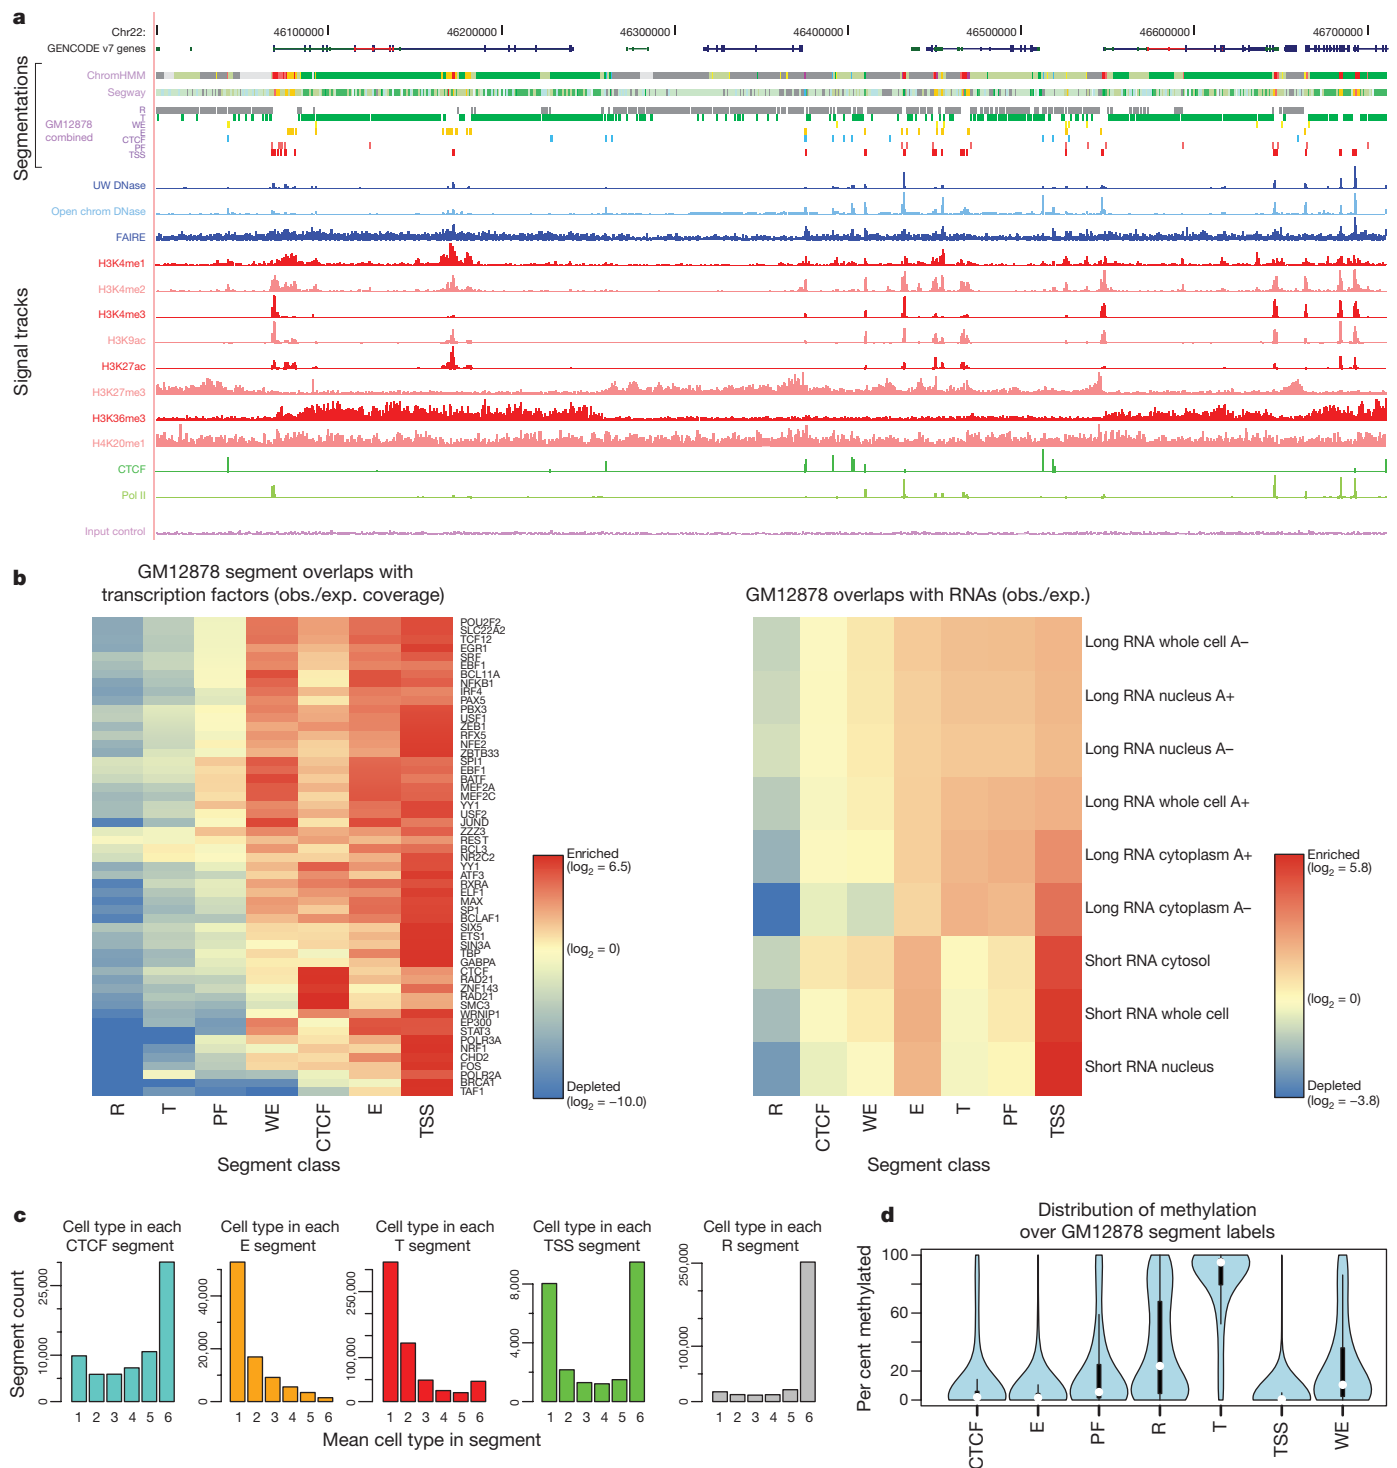 a
Chr22: 46100000 46200000 46300000 46400000 46500000 46600000 46700000
GENCODE v7 genes
Segmentations
ChromHMM
Segway
GM12878
combined
R
T
WE
E
CTCF
PF
TSS
Signal tracks
UW DNase
Open chrom DNase
FAIRE
H3K4me1
H3K4me2
H3K4me3
H3K9ac
H3K27ac
H3K27me3
H3K36me3
H4K20me1
CTCF
Pol II
Input control
b
GM12878 segment overlaps with
transcription factors (obs./exp. coverage)
POU2F2
SLC22A2
TCF12
EGR1
SRF
EBF1
BCL11A
NFKB1
IRF4
PAX5
PBX3
USF1
ZEB1
RFX5
NFE2
ZBTB33
SPI1
EBF1
BATF
MEF2A
MEF2C
YY1
USF2
JUND
ZZZ3
REST
BCL3
NR2C2
YY1
ATF3
RXRA
ELF1
MAX
SP1
BCLAF1
SIX5
ETS1
SIN3A
TBP
GABPA
CTCF
RAD21
ZNF143
RAD21
SMC3
WRNIP1
EP300
STAT3
POLR3A
NRF1
CHD2
FOS
POLR2A
BRCA1
TAF1
R T PF WE CTCF E TSS
Segment class
Enriched
(log2 = 6.5)
(log2 = 0)
Depleted
(log2 = −10.0)
GM12878 overlaps with RNAs (obs./exp.)
Long RNA whole cell A−
Long RNA nucleus A+
Long RNA nucleus A−
Long RNA whole cell A+
Long RNA cytoplasm A+
Long RNA cytoplasm A−
Short RNA cytosol
Short RNA whole cell
Short RNA nucleus
R CTCF WE E T PF TSS
Segment class
Enriched
(log2 = 5.8)
(log2 = 0)
Depleted
(log2 = −3.8)
c
Segment count
Cell type in each
CTCF segment
25,000
10,000
0
1 2 3 4 5 6
Cell type in each
E segment
40,000
20,000
0
1 2 3 4 5 6
Cell type in each
T segment
250,000
100,000
0
1 2 3 4 5 6
Cell type in each
TSS segment
8,000
4,000
0
1 2 3 4 5 6
Cell type in each
R segment
250,000
100,000
0
1 2 3 4 5 6
Mean cell type in segment
d
Distribution of methylation
over GM12878 segment labels
Per cent methylated
100
60
20
0
CTCF E PF R T TSS WE